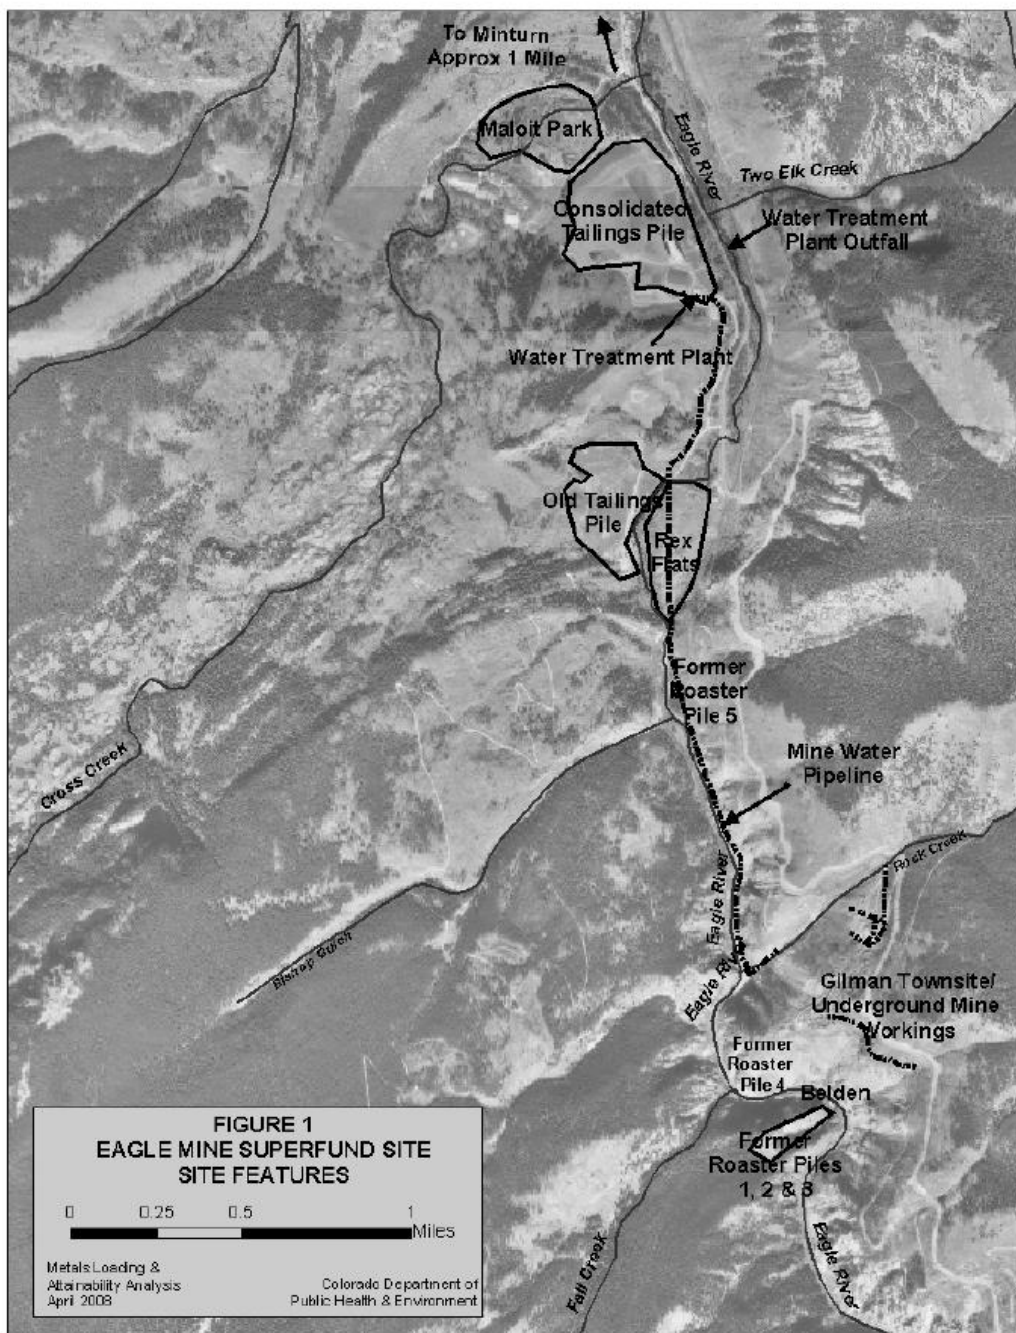 To Minturn
Approx 1 Mile
Maloit Park
Eagle River
Two Elk Creek
Consolidated
Tailings Pile
Water Treatment
Plant Outfall
Water Treatment Plant
Old Tailings
Pile
Rex
Flats
Former
Roaster
Pile 5
Mine Water
Pipeline
Cross Creek
Rock Creek
Eagle River
Bishop Gulch
Eagle River
Gilman Townsite/
Underground Mine
Workings
Former
Roaster
Pile 4
Belden
Former
Roaster Piles
1, 2 & 3
Eagle River
Fall Creek
FIGURE 1
EAGLE MINE SUPERFUND SITE
SITE FEATURES
0 0.25 0.5 1
Miles
Metals Loading &
Attainability Analysis
April 2008
Colorado Department of
Public Health & Environment